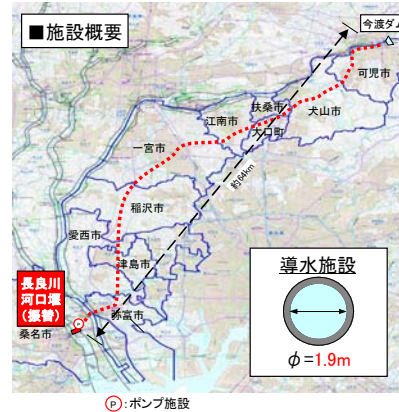 ■施設概要
今渡ダム
可児市
扶桑市
犬山市
江南市
大口町
一宮市
約64km
稲沢市
愛西市
津島市
長良川
河口堰
(振替)
弥富市
桑名市
P
導水施設
φ=1.9m
P:ポンプ施設